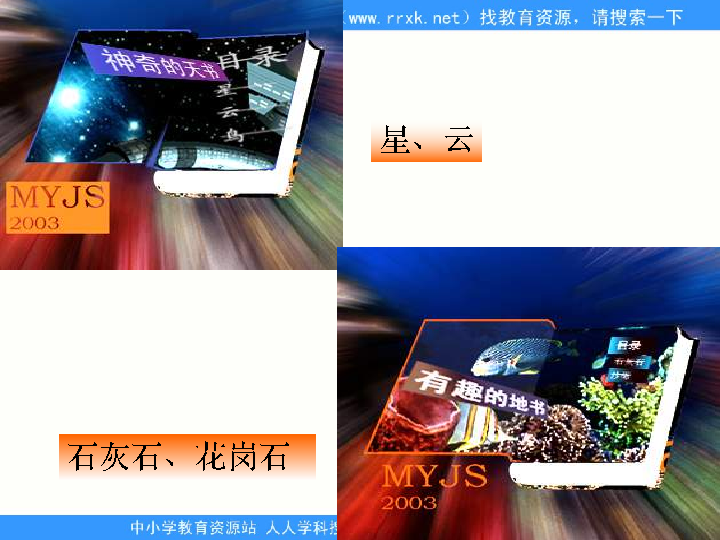 (www.rrxk.net）找教育资源，请搜索一下
神奇的天书
目录
星
云
鸟
MYJS
2003
星、云
有趣的地书
目录
石灰石
MYJS
2003
石灰石、花岗石
中小学教育资源站 人人学科